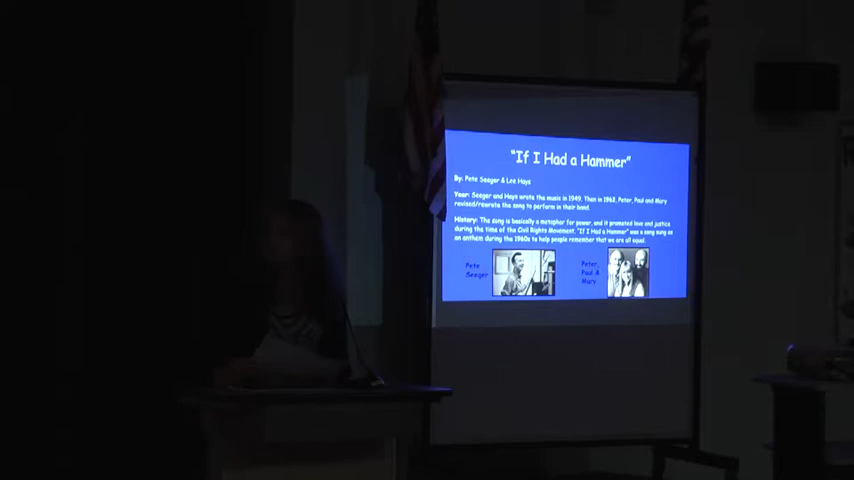 "If I Had a Hammer"
By: Pete Seeger & Lee Hays
Year: Seeger and Hays wrote the music in 1949. Then in 1962, Peter, Paul and Mary
revised/rewrote the song to perform in their band.
History: The song is basically a metaphor for power, and it promoted love and justice
during the time of the Civil Rights Movement. "If I Had a Hammer" was a song sung as
an anthem during the 1960s to help people remember that we are all equal.
Pete
Seeger
Peter,
Paul &
Mary